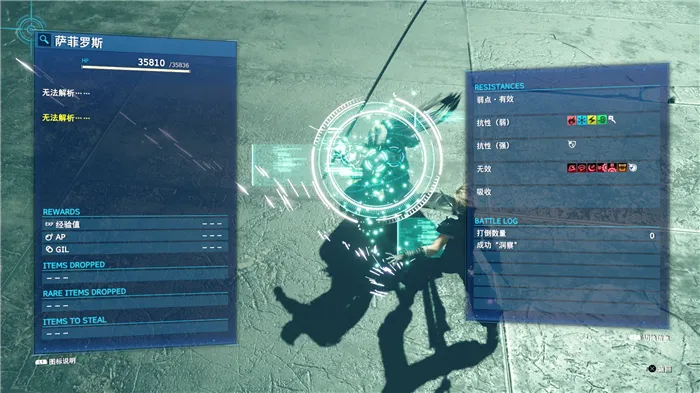 萨菲罗斯
HP 35810 /35836
无法解析……
无法解析……
REWARDS
EXP 经验值 ---
AP ---
GIL ---
ITEMS DROPPED
---
RARE ITEMS DROPPED
---
ITEMS TO STEAL
---
图标说明
RESISTANCES
弱点·有效
抗性（弱）
抗性（强）
无效
吸收
BATTLE LOG
打倒数量 0
成功“洞察”